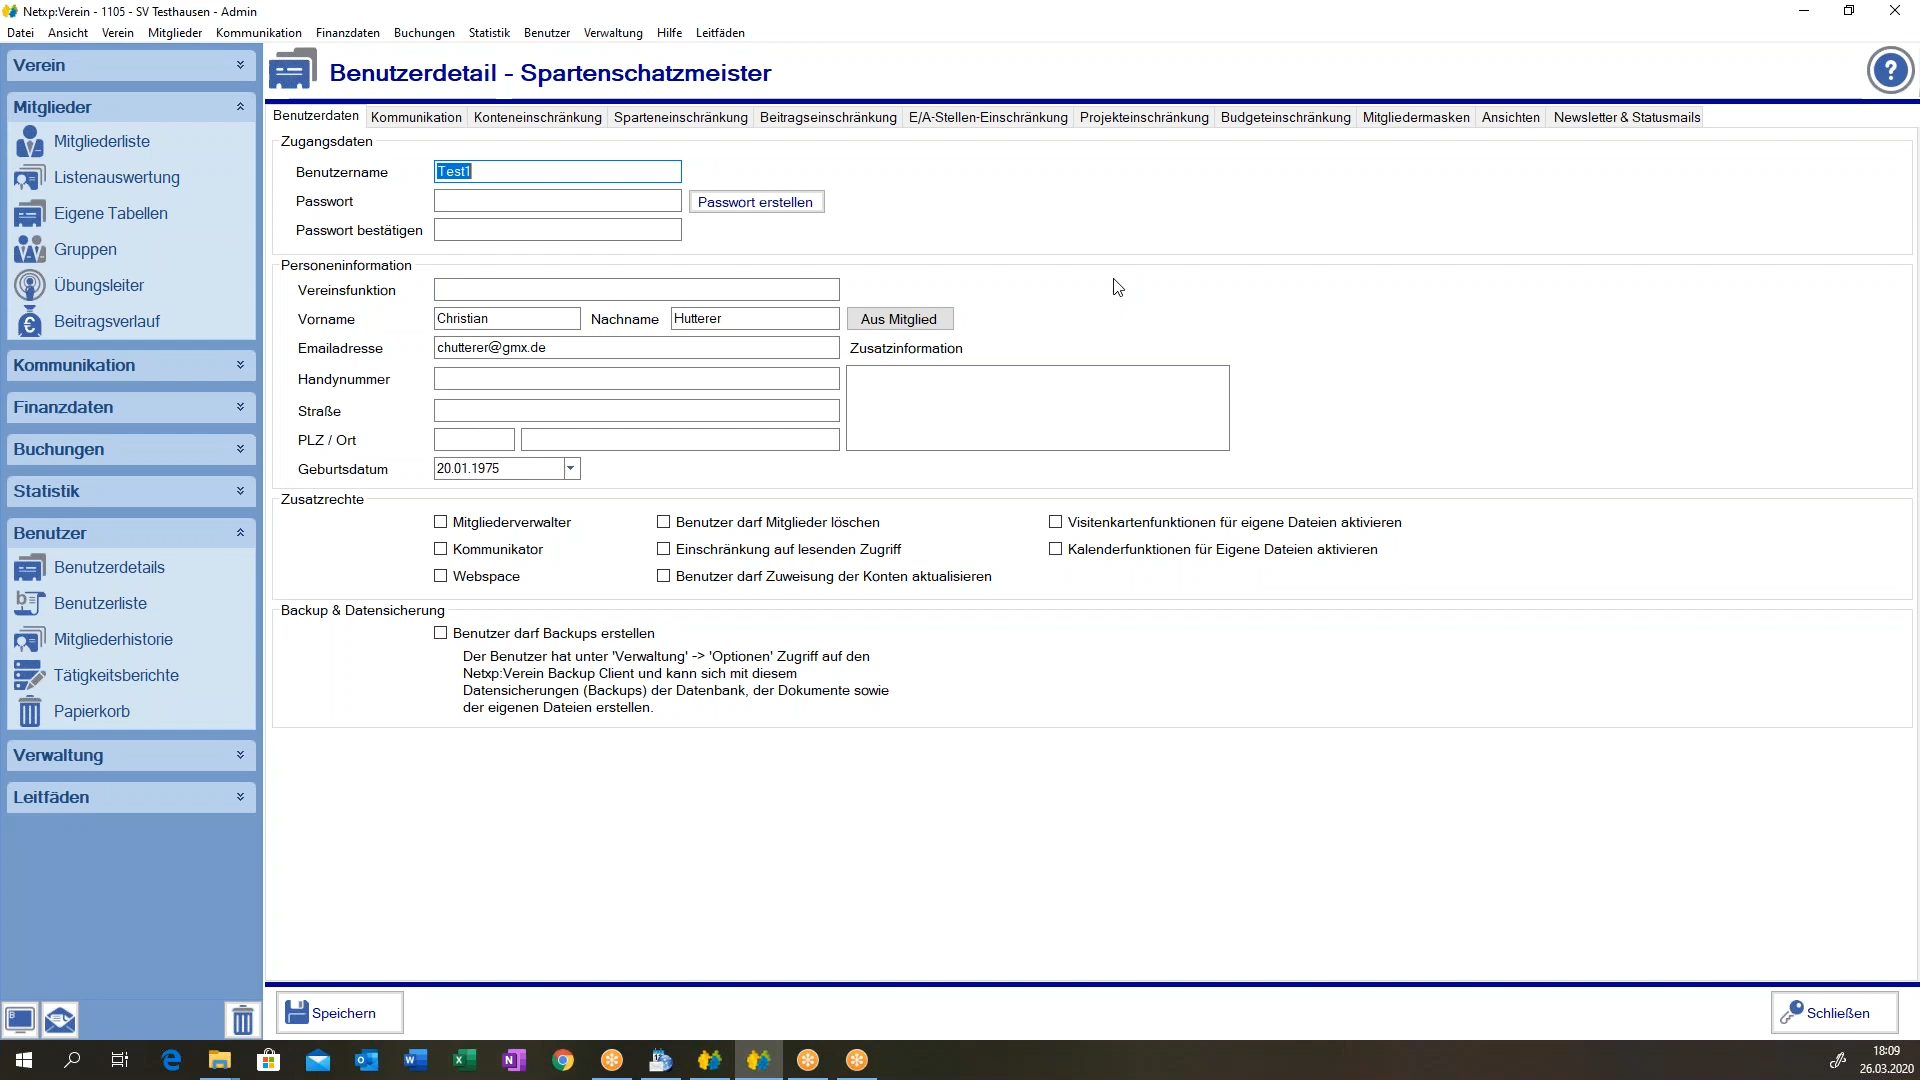 Netxp:Verein - 1105 - SV Testhausen - Admin
Datei Ansicht Verein Mitglieder Kommunikation Finanzdaten Buchungen Statistik Benutzer Verwaltung Hilfe Leitfäden
Verein
Mitglieder
Mitgliederliste
Listenauswertung
Eigene Tabellen
Gruppen
Übungsleiter
Beitragsverlauf
Kommunikation
Finanzdaten
Buchungen
Statistik
Benutzer
Benutzerdetails
Benutzerliste
Mitgliederhistorie
Tätigkeitsberichte
Papierkorb
Verwaltung
Leitfäden
Benutzerdetail - Spartenschatzmeister
?
Benutzerdaten Kommunikation Konteneinschränkung Sparteneinschränkung Beitragseinschränkung E/A-Stellen-Einschränkung Projekteinschränkung Budgeteinschränkung Mitgliedermasken Ansichten Newsletter & Statusmails
Zugangsdaten
Benutzername Test1
Passwort Passwort erstellen
Passwort bestätigen
Personeninformation
Vereinsfunktion
Vorname Christian Nachname Hutterer Aus Mitglied
Emailadresse chutterer@gmx.de Zusatzinformation
Handynummer
Straße
PLZ / Ort
Geburtsdatum 20.01.1975
Zusatzrechte
Mitgliederverwalter Benutzer darf Mitglieder löschen Visitenkartenfunktionen für eigene Dateien aktivieren
Kommunikator Einschränkung auf lesenden Zugriff Kalenderfunktionen für Eigene Dateien aktivieren
Webspace Benutzer darf Zuweisung der Konten aktualisieren
Backup & Datensicherung
Benutzer darf Backups erstellen
Der Benutzer hat unter 'Verwaltung' -> 'Optionen' Zugriff auf den
Netxp:Verein Backup Client und kann sich mit diesem
Datensicherungen (Backups) der Datenbank, der Dokumente sowie
der eigenen Dateien erstellen.
Speichern Schließen
18:09
26.03.2020